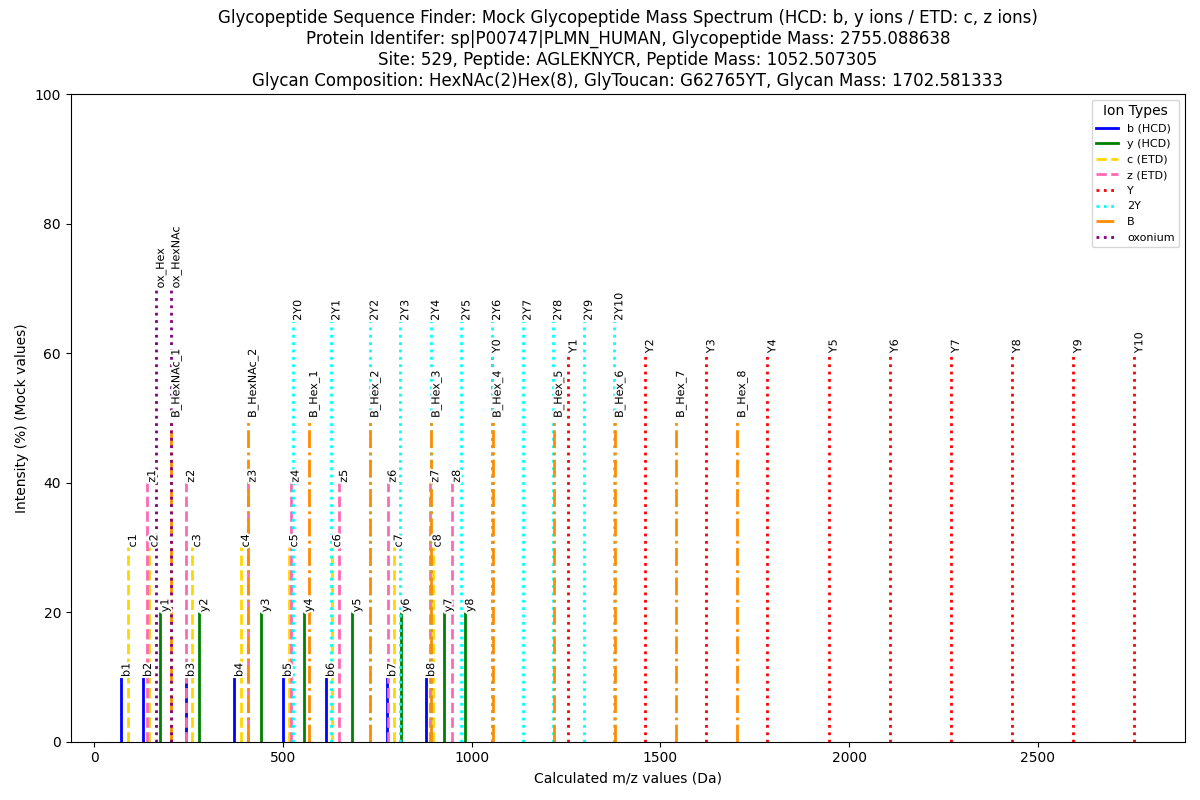 Glycopeptide Sequence Finder: Mock Glycopeptide Mass Spectrum (HCD: b, y ions / ETD: c, z ions)
Protein Identifer: sp|P00747|PLMN_HUMAN, Glycopeptide Mass: 2755.088638
Site: 529, Peptide: AGLEKNYCR, Peptide Mass: 1052.507305
Glycan Composition: HexNAc(2)Hex(8), GlyToucan: G62765YT, Glycan Mass: 1702.581333
Intensity (%) (Mock values)
100
80
60
40
20
0
Ion Types
b (HCD)
y (HCD)
c (ETD)
z (ETD)
Y
2Y
B
oxonium
ox_Hex
ox_HexNAc
2Y0
2Y1
2Y2
2Y3
2Y4
2Y5
2Y6
2Y7
2Y8
2Y9
2Y10
Y0
Y1
Y2
Y3
Y4
Y5
Y6
Y7
Y8
Y9
Y10
B_HexNAc_1
B_HexNAc_2
B_Hex_1
B_Hex_2
B_Hex_3
B_Hex_4
B_Hex_5
B_Hex_6
B_Hex_7
B_Hex_8
z1
z2
z3
z4
z5
z6
z7
z8
c1
c2
c3
c4
c5
c6
c7
c8
y1
y2
y3
y4
y5
y6
y7
y8
b1
b2
b3
b4
b5
b6
b7
b8
0
500
1000
1500
2000
2500
Calculated m/z values (Da)